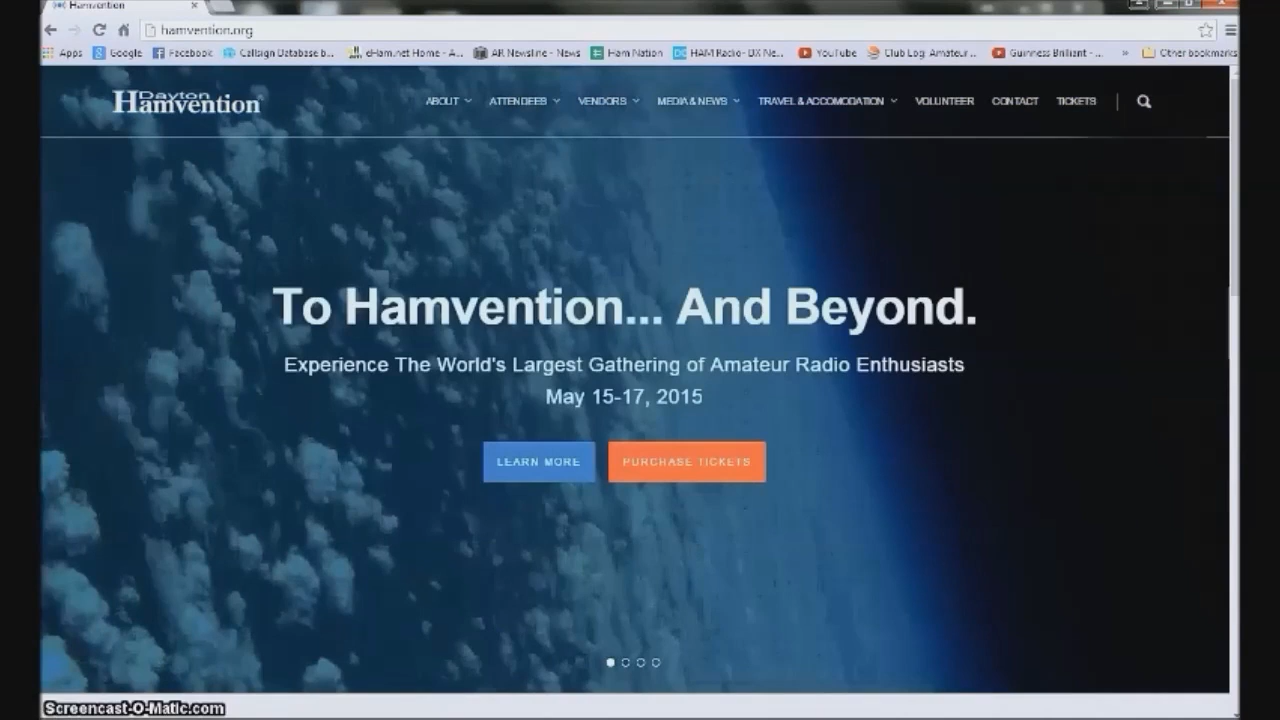 Hamvention
hamvention.org
Apps Google Facebook Callsign Database b... eHam.net Home - A... AR Newsline - News Ham Nation HAM Radio - DX Ne... YouTube Club Log: Amateur ... Guinness Brilliant - ... » Other bookmarks
Dayton
Hamvention
ABOUT ATTENDEES VENDORS MEDIA & NEWS TRAVEL & ACCOMODATION VOLUNTEER CONTACT TICKETS
To Hamvention... And Beyond.
Experience The World's Largest Gathering of Amateur Radio Enthusiasts
May 15-17, 2015
LEARN MORE PURCHASE TICKETS
Screencast-O-Matic.com